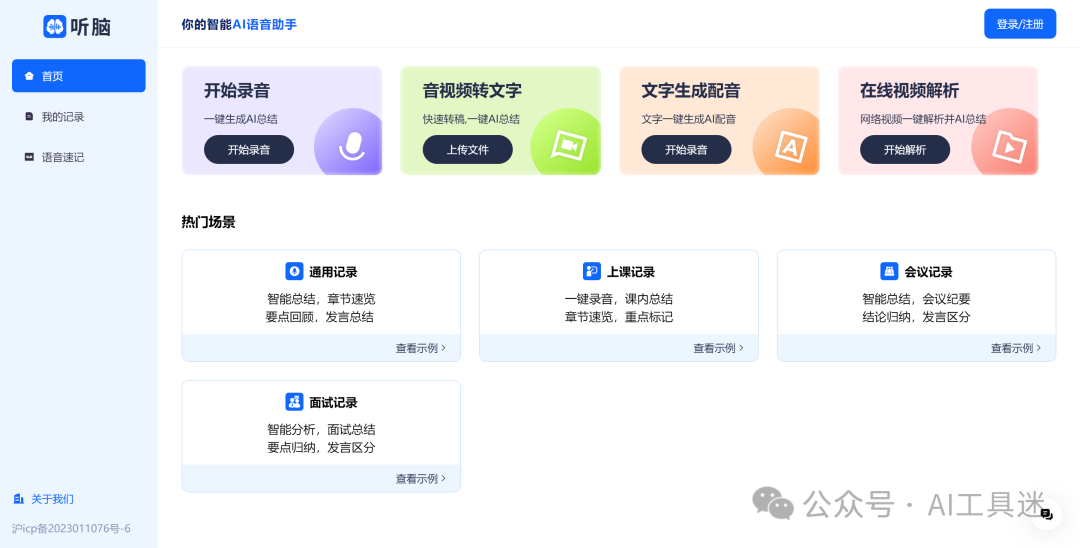 听脑
你的智能AI语音助手
登录/注册
首页
我的记录
语音速记
开始录音
一键生成AI总结
开始录音
音视频转文字
快速转稿,一键AI总结
上传文件
文字生成配音
文字一键生成AI配音
开始录音
在线视频解析
网络视频一键解析并AI总结
开始解析
热门场景
通用记录
智能总结，章节速览
要点回顾，发言总结
查看示例 >
上课记录
一键录音，课内总结
章节速览，重点标记
查看示例 >
会议记录
智能总结，会议纪要
结论归纳，发言区分
查看示例 >
面试记录
智能分析，面试总结
要点归纳，发言区分
查看示例 >
关于我们
沪icp备2023011076号-6
公众号 · AI工具迷